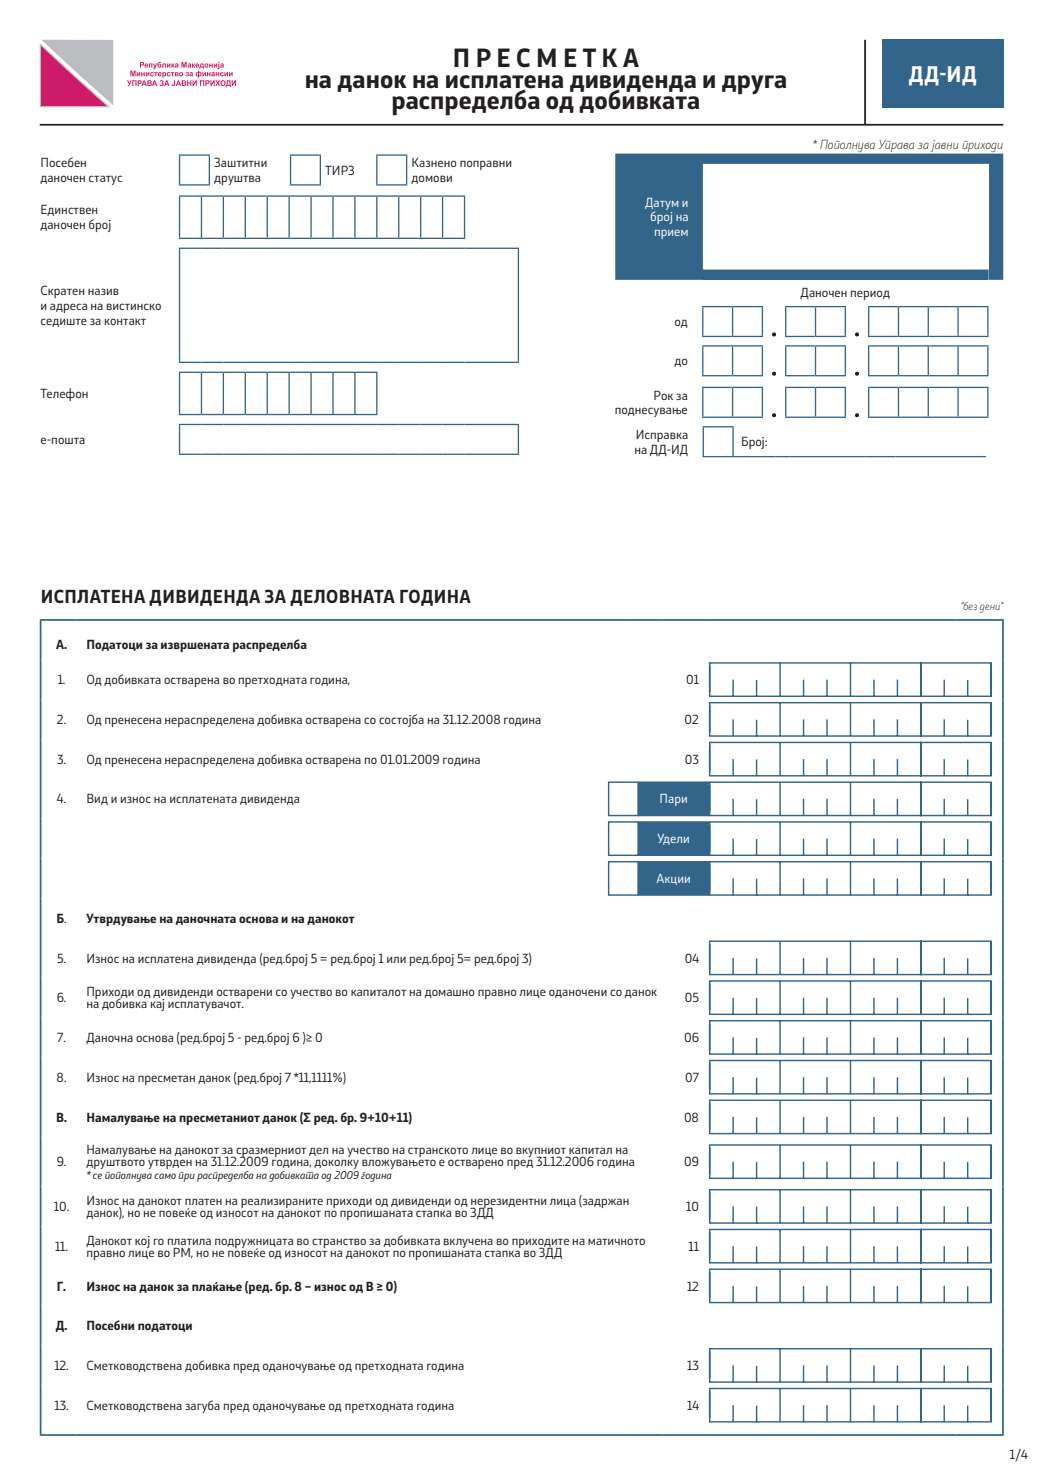 Република Македонија
Министерство за финансии
УПРАВА ЗА ЈАВНИ ПРИХОДИ
П Р Е С М Е Т К А
на данок на исплатена дивиденда и друга
распределба од добивката
ДД-ИД
* Пополнува Управа за јавни приходи
Посебен
даночен статус
Заштитни
друштва
ТИРЗ
Казнено поправни
домови
Единствен
даночен број
Скратен назив
и адреса на вистинско
седиште за контакт
Телефон
е-пошта
Датум и
број на
прием
Даночен период
од
до
Рок за
поднесување
Исправка
на ДД-ИД
Број:
ИСПЛАТЕНА ДИВИДЕНДА ЗА ДЕЛОВНАТА ГОДИНА
"без дени"
А. Податоци за извршената распределба
1. Од добивката остварена во претходната година, 01
2. Од пренесена нераспределена добивка остварена со состојба на 31.12.2008 година 02
3. Од пренесена нераспределена добивка остварена по 01.01.2009 година 03
4. Вид и износ на исплатената дивиденда Пари
Удели
Акции
Б. Утврдување на даночната основа и на данокот
5. Износ на исплатена дивиденда (ред.број 5 = ред.број 1 или ред.број 5= ред.број 3) 04
6. Приходи од дивиденди остварени со учество во капиталот на домашно правно лице оданочени со данок 05
на добивка кај исплатувачот.
7. Даночна основа (ред.број 5 - ред.број 6 )≥ 0 06
8. Износ на пресметан данок (ред.број 7 *11,1111%) 07
В. Намалување на пресметаниот данок (Σ ред. бр. 9+10+11) 08
Намалување на данокот за сразмерниот дел на учество на странското лице во вкупниот капитал на
9. друштвото утврден на 31.12.2009 година, доколку вложувањето е остварено пред 31.12.2006 година 09
* се пополнува само при распределба на добивката од 2009 година
10. Износ на данокот платен на реализираните приходи од дивиденди од нерезидентни лица (задржан 10
данок), но не повеќе од износот на данокот по пропишаната стапка во ЗДД
11. Данокот кој го платила подружницата во странство за добивката вклучена во приходите на матичното 11
правно лице во РМ, но не повеќе од износот на данокот по пропишаната стапка во ЗДД
Г. Износ на данок за плаќање (ред. бр. 8 – износ од В ≥ 0) 12
Д. Посебни податоци
12. Сметководствена добивка пред оданочување од претходната година 13
13. Сметководствена загуба пред оданочување од претходната година 14
1/4